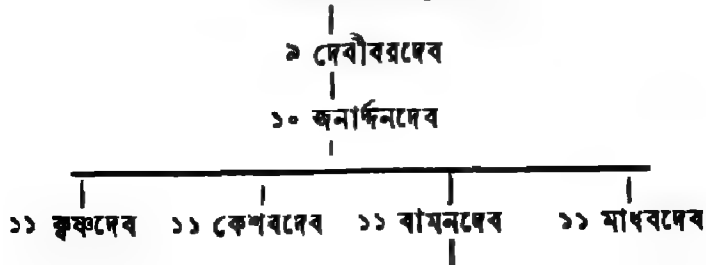 ৯ দেবীবরদেব
১০ জনার্দ্দনদেব
১১ কৃষ্ণদেব ১১ কেশবদেব ১১ বামনদেব ১১ মাধবদেব